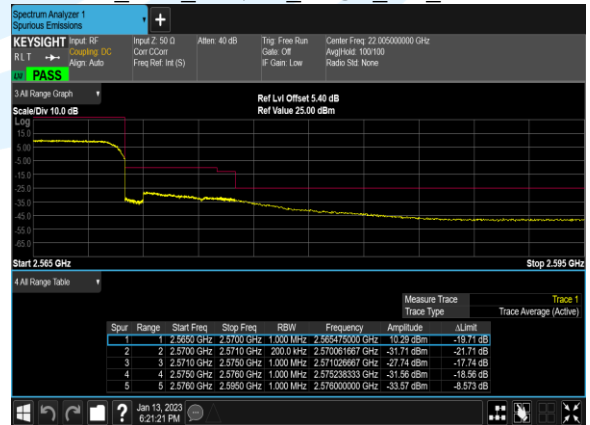 Spectrum Analyzer 1
Spurious Emissions
+
KEYSIGHT Input: RF Input Z: 50 Ω Atten: 40 dB Trig: Free Run Center Freq: 22.005000000 GHz
RLT Coupling: DC Corr CCorr Gate: Off Avg|Hold: 100/100
Align: Auto Freq Ref: Int (S) IF Gain: Low Radio Std: None
PASS
3 All Range Graph
Ref Lvl Offset 5.40 dB
Scale/Div 10.0 dB Ref Value 25.00 dBm
Log
15.0
5.00
-5.00
-15.0
-25.0
-35.0
-45.0
-55.0
-65.0
Start 2.565 GHz Stop 2.595 GHz
4 All Range Table
Measure Trace Trace 1
Trace Type Trace Average (Active)
Spur Range Start Freq Stop Freq RBW Frequency Amplitude ΔLimit
1 1 2.5650 GHz 2.5700 GHz 1.000 MHz 2.565475000 GHz 10.29 dBm -19.71 dB
2 2 2.5700 GHz 2.5710 GHz 200.0 kHz 2.570061667 GHz -31.71 dBm -21.71 dB
3 3 2.5710 GHz 2.5750 GHz 1.000 MHz 2.571026667 GHz -27.74 dBm -17.74 dB
4 4 2.5750 GHz 2.5760 GHz 1.000 MHz 2.575238333 GHz -31.56 dBm -18.56 dB
5 5 2.5760 GHz 2.5950 GHz 1.000 MHz 2.576000000 GHz -33.57 dBm -8.573 dB
?
Jan 13, 2023
6:21:21 PM